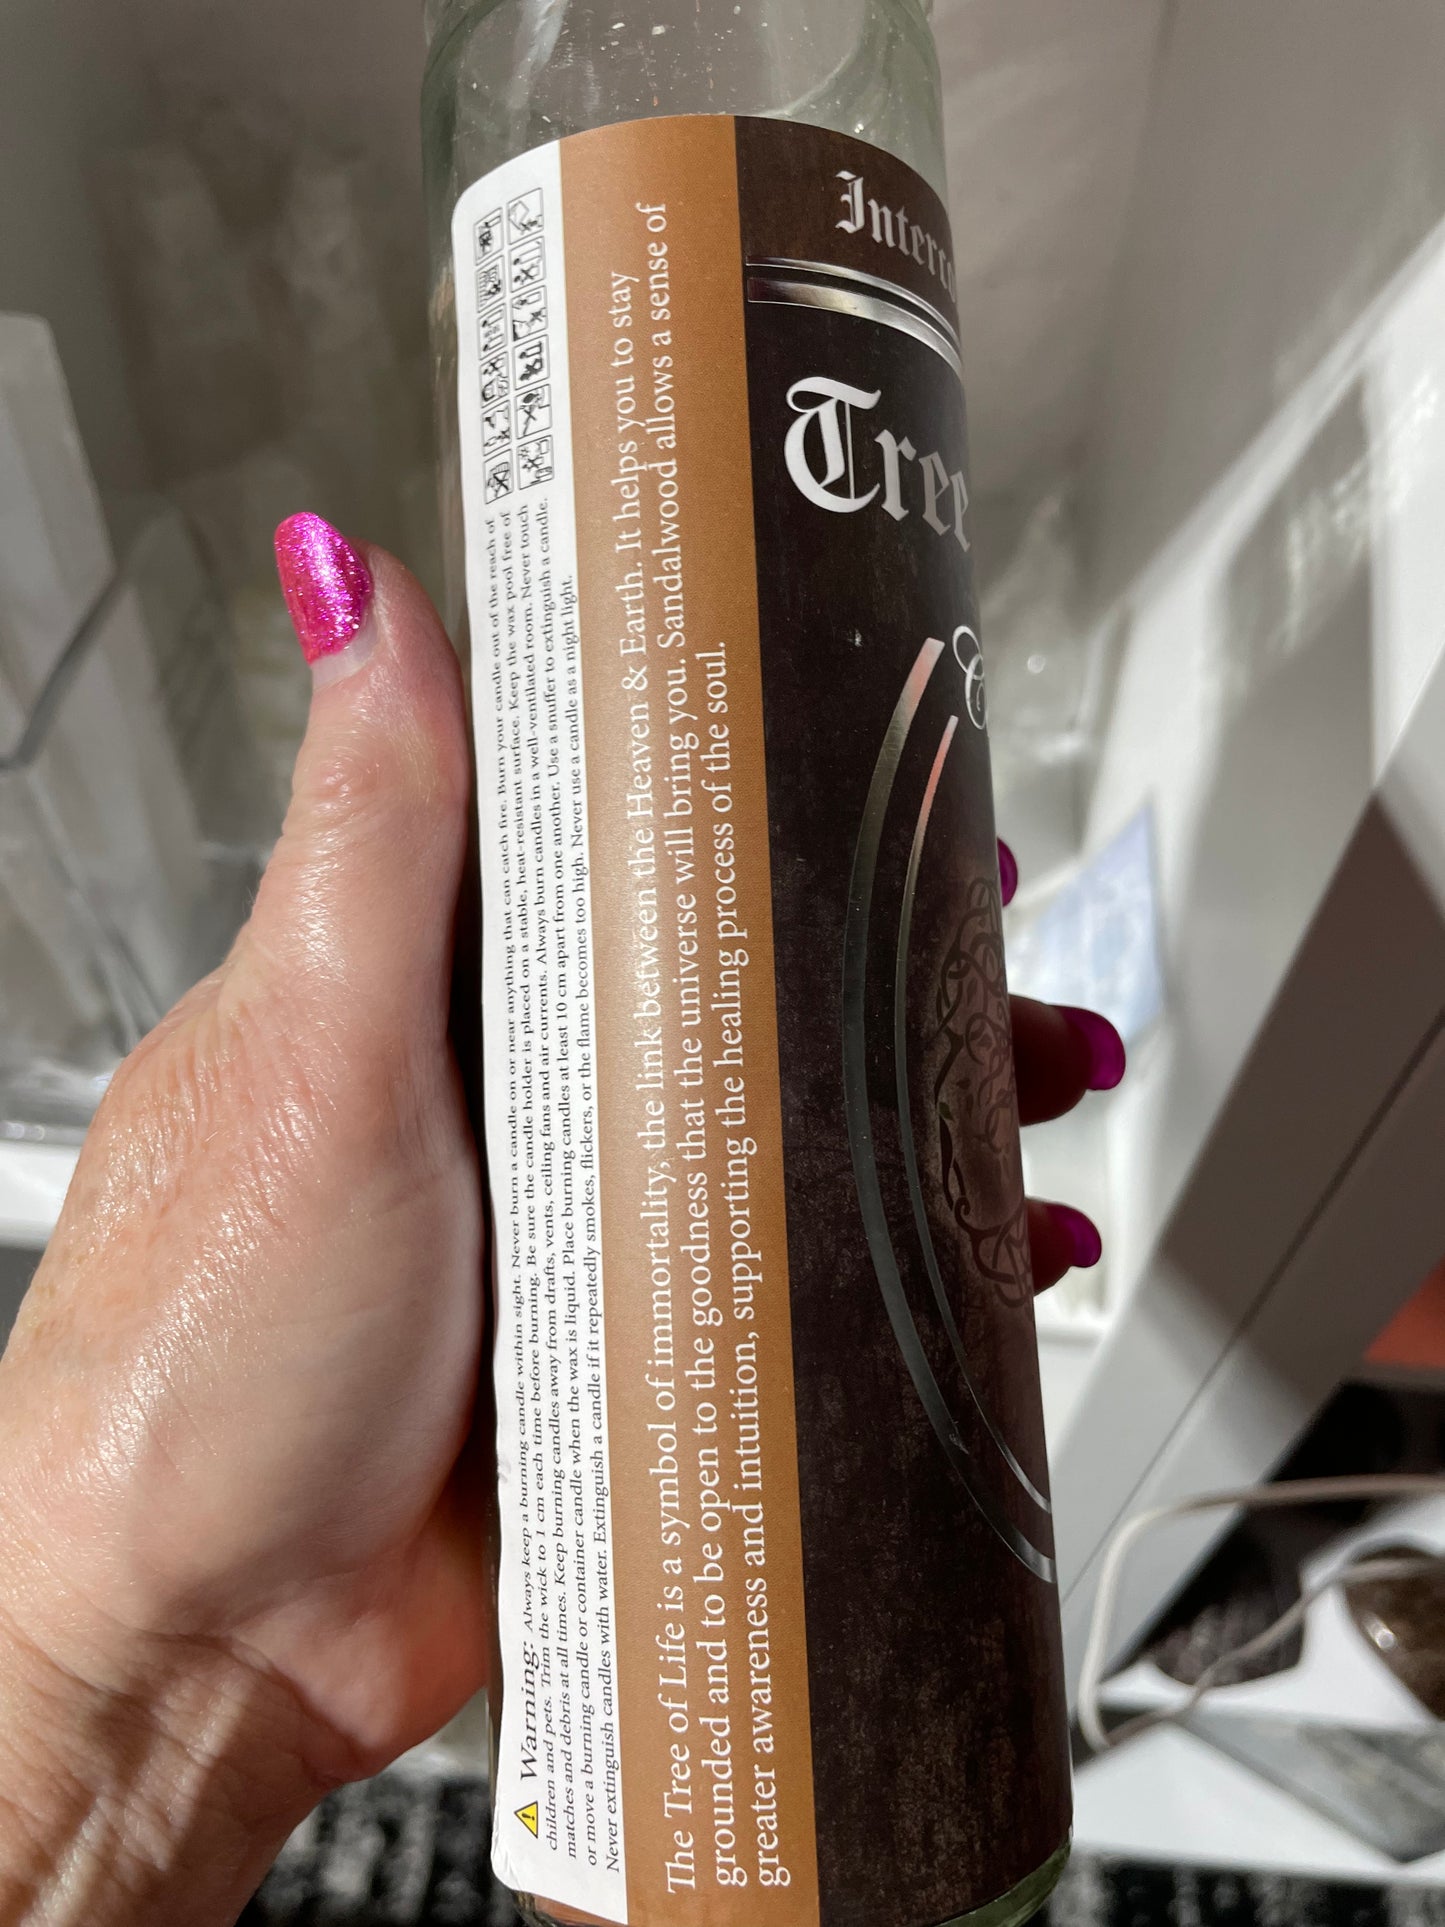 Warning: Always keep a burning candle within sight. Never burn a candle on or near anything that can catch fire. Burn your candle out of the reach of
children and pets. Trim the wick to 1 cm each time before burning. Be sure the candle holder is placed on a stable, heat-resistant surface. Keep the wax pool free of
matches and debris at all times. Keep burning candles away from drafts, vents, ceiling fans and air currents. Always burn candles in a well-ventilated room. Never touch
or move a burning candle or container candle when the wax is liquid. Place burning candles at least 10 cm apart from one another. Use a snuffer to extinguish a candle.
Never extinguish candles with water. Extinguish a candle if it repeatedly smokes, flickers, or the flame becomes too high. Never use a candle as a night light.
The Tree of Life is a symbol of immortality, the link between the Heaven & Earth. It helps you to stay
grounded and to be open to the goodness that the universe will bring you. Sandalwood allows a sense of
greater awareness and intuition, supporting the healing process of the soul.
Tree